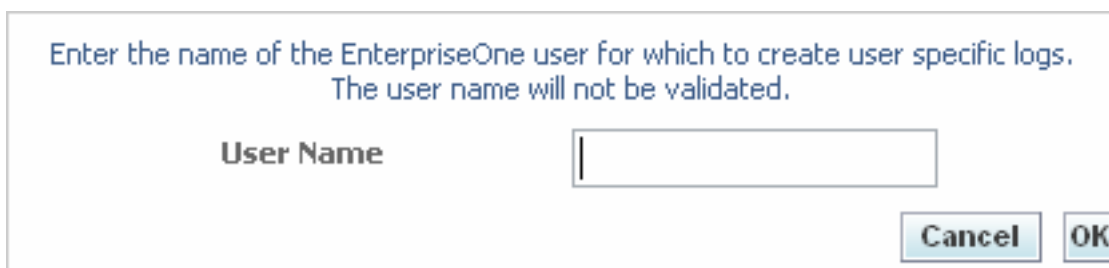 Enter the name of the EnterpriseOne user for which to create user specific logs.
The user name will not be validated.
User Name
Cancel OK